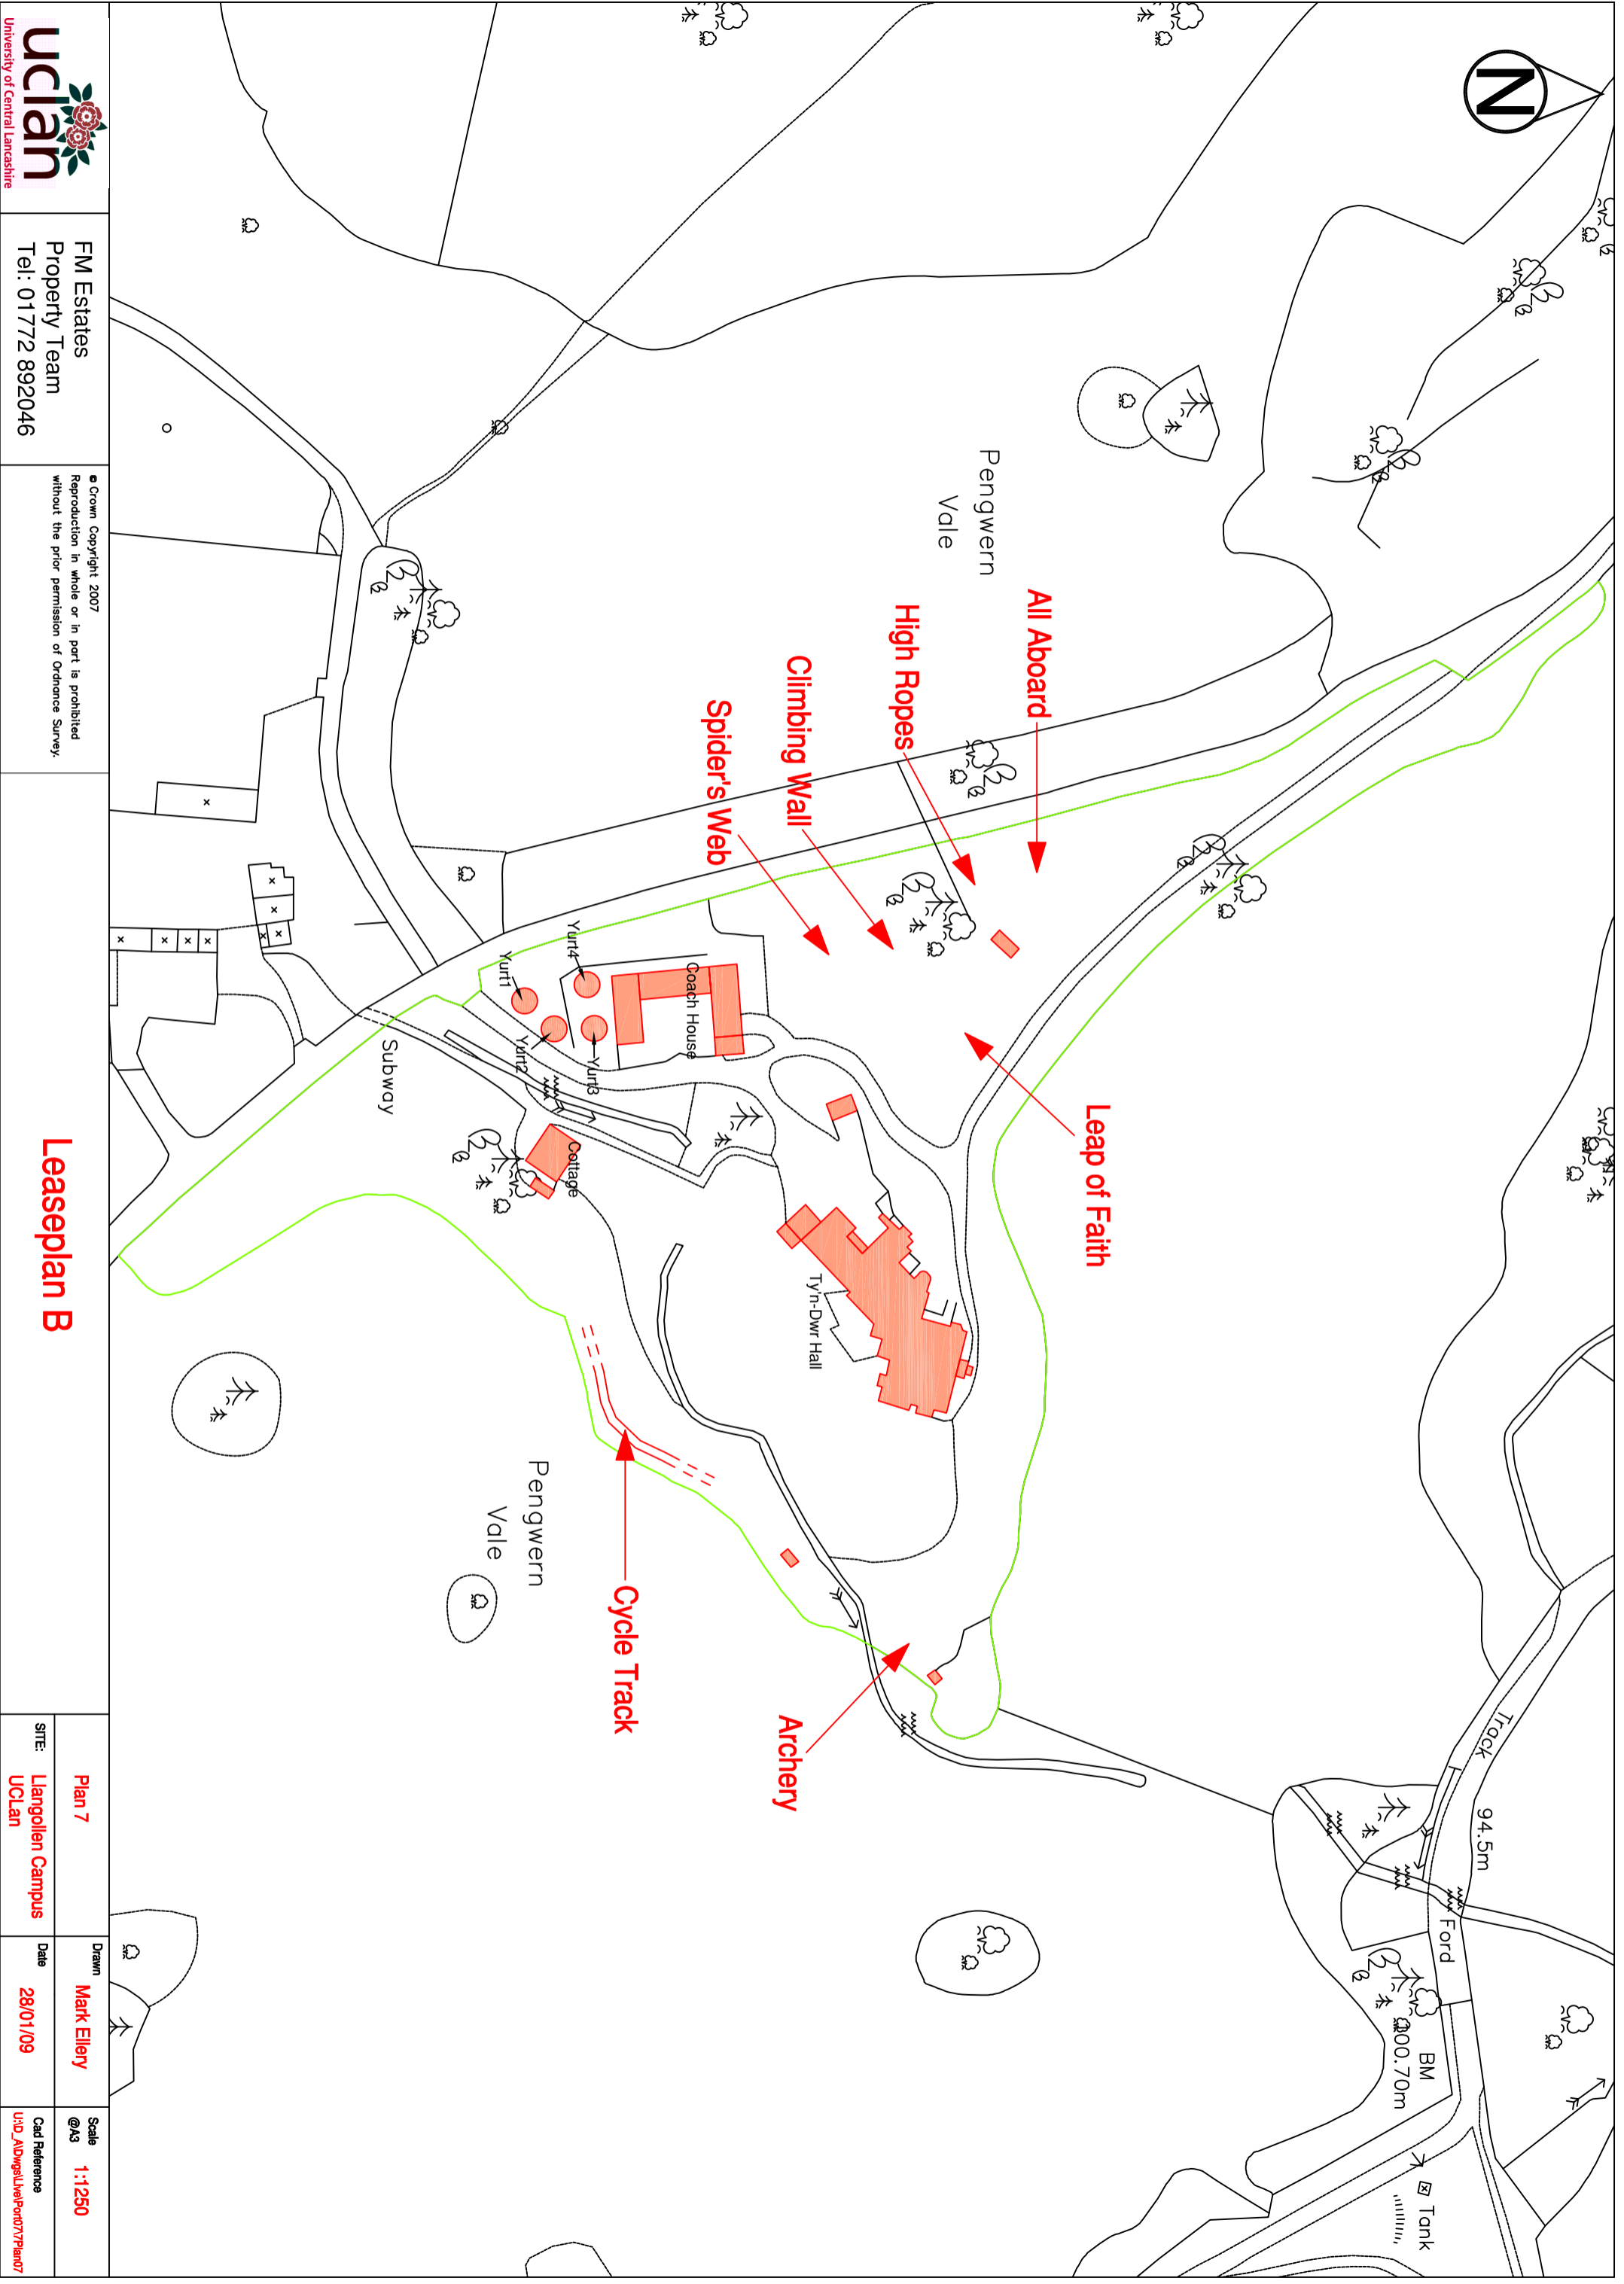 N
Pengwern
Vale
All Aboard
High Ropes
Climbing Wall
Spider's Web
Leap of Faith
Yurt4
Yurt1
Yurt2
Yurt3
Coach House
Subway
Cottage
Ty'n-Dwr Hall
Pengwern
Vale
Cycle Track
Archery
Track
94.5m
Ford
BM
100.70m
Tank
uclan
University of Central Lancashire
FM Estates
Property Team
Tel: 01772 892046
© Crown Copyright 2007
Reproduction in whole or in part is prohibited
without the prior permission of Ordnance Survey.
Leaseplan B
Plan 7
SITE: Llangollen Campus
UCLan
Drawn Mark Ellery
Date 28/01/09
Scale
@A3 1:1250
Cad Reference